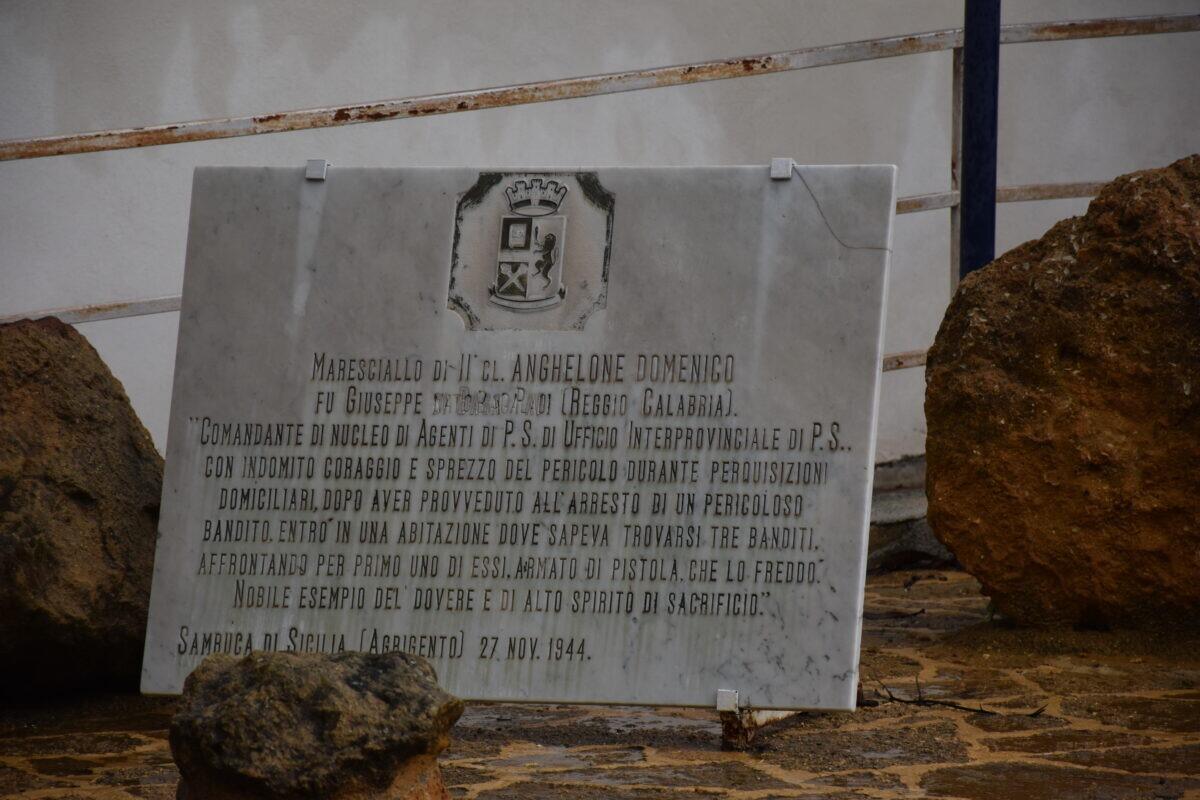 MARESCIALLO DI II^ CL. ANGHELONE DOMENICO
FU GIUSEPPE (REGGIO CALABRIA).
"COMANDANTE DI NUCLEO DI AGENTI DI P.S. DI UFFICIO INTERPROVINCIALE DI P.S.,
CON INDOMITO CORAGGIO E SPREZZO DEL PERICOLO DURANTE PERQUISIZIONI
DOMICILIARI, DOPO AVER PROVVEDUTO ALL'ARRESTO DI UN PERICOLOSO
BANDITO, ENTRO' IN UNA ABITAZIONE DOVE SAPEVA TROVARSI TRE BANDITI,
AFFRONTANDO PER PRIMO UNO DI ESSI, ARMATO DI PISTOLA, CHE LO FREDDO'.
NOBILE ESEMPIO DEL DOVERE E DI ALTO SPIRITO DI SACRIFICIO."
SAMBUCA DI SICILIA (AGRIGENTO) 27 NOV. 1944.